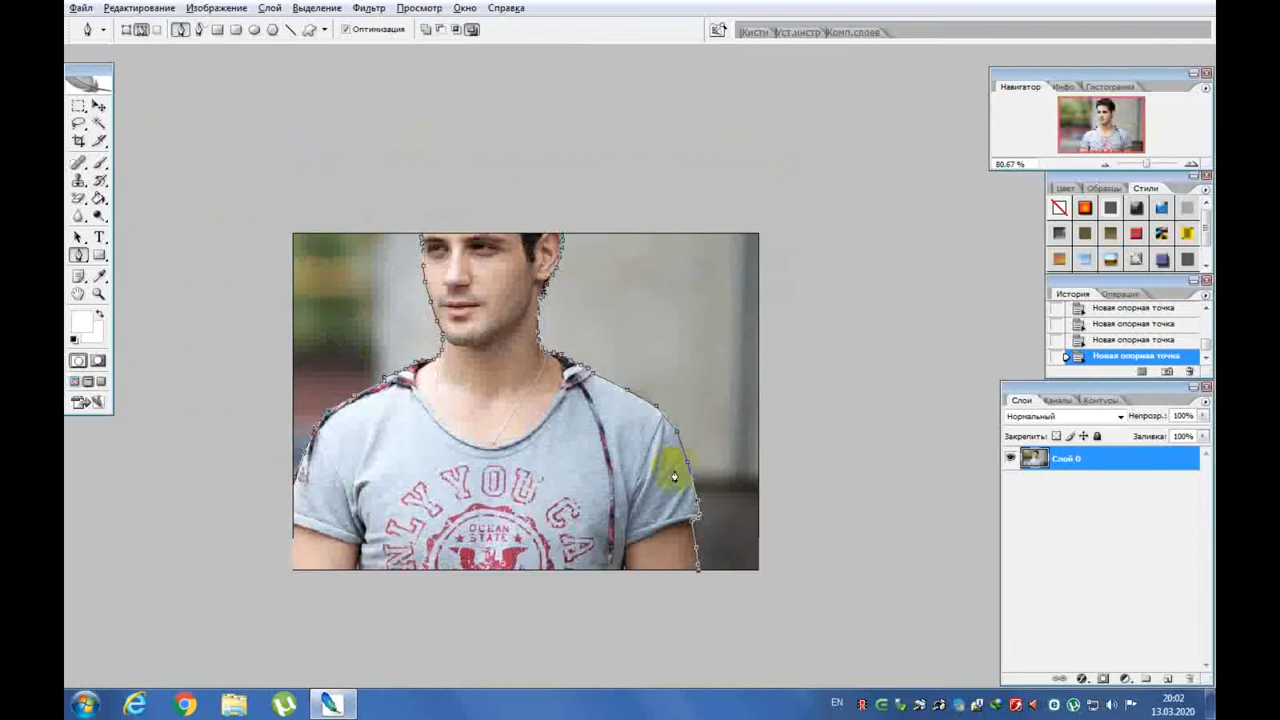 Файл Редактирование Изображение Слой Выделение Фильтр Просмотр Окно Справка
Оптимизация
Кисти Уст.инстр Комп.слоев
Навигатор Инфо Гистограмма
80.67 %
Цвет Образцы Стили
История Операции
Новая опорная точка
Новая опорная точка
Новая опорная точка
Новая опорная точка
Слои Каналы Контуры
Нормальный Непрозр.: 100%
Закрепить: Заливка: 100%
Слой 0
NLY YOU CA
OCEAN
STATE
T
EN
20:02
13.03.2020